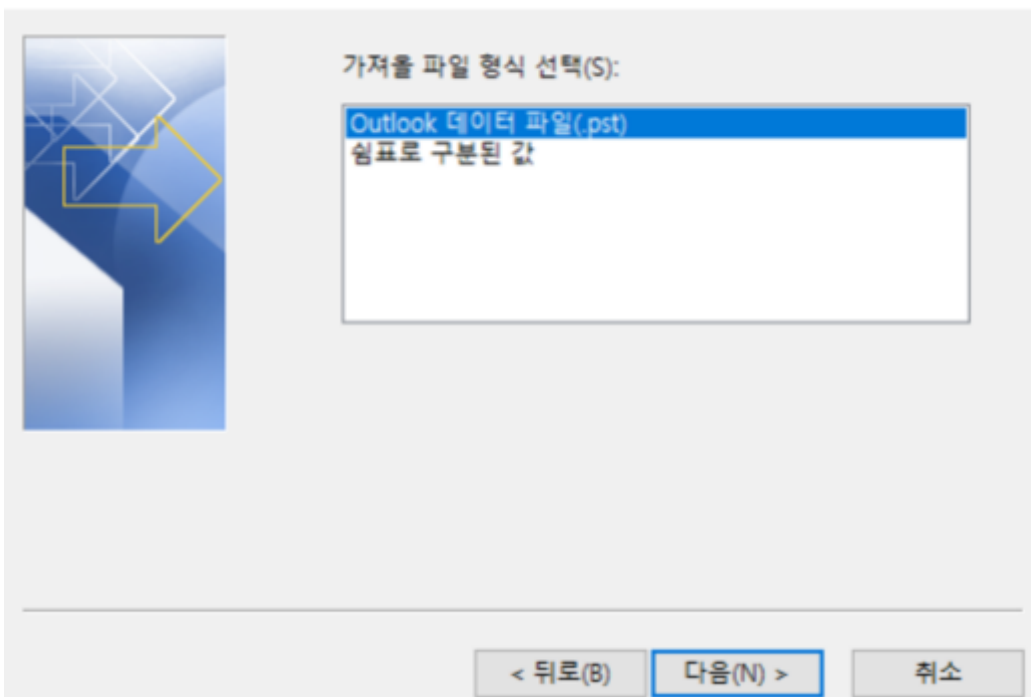 가져올 파일 형식 선택(S):
Outlook 데이터 파일(.pst)
쉼표로 구분된 값
< 뒤로(B) 다음(N) > 취소